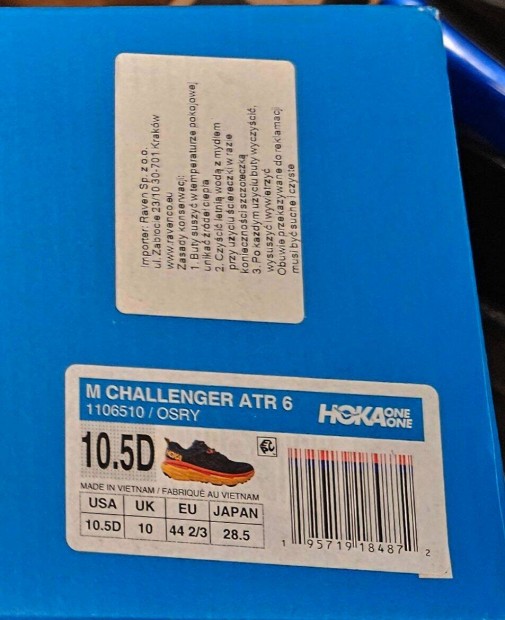 Importer: Raven Sp. z o.o.
ul. Zabłocie 23/10 30-701 Kraków
www.ravenco.eu
Zasady konserwacji:
1. Buty suszyć w temperaturze pokojowej
unikać źródeł ciepła
2. Czyścić letnią wodą z mydłem
przy użyciu ściereczki w razie
konieczności szczoteczką
3. Po każdym użyciu buty wyczyścić,
wysuszyć i wywietrzyć
Obuwie przekazywane do reklamacji
musi być suche i czyste
M CHALLENGER ATR 6
1106510 / OSRY
HOKA ONE ONE
10.5D
MADE IN VIETNAM / FABRIQUÉ AU VIETNAM
USA UK EU JAPAN
10.5D 10 44 2/3 28.5
1 95719 18487 2